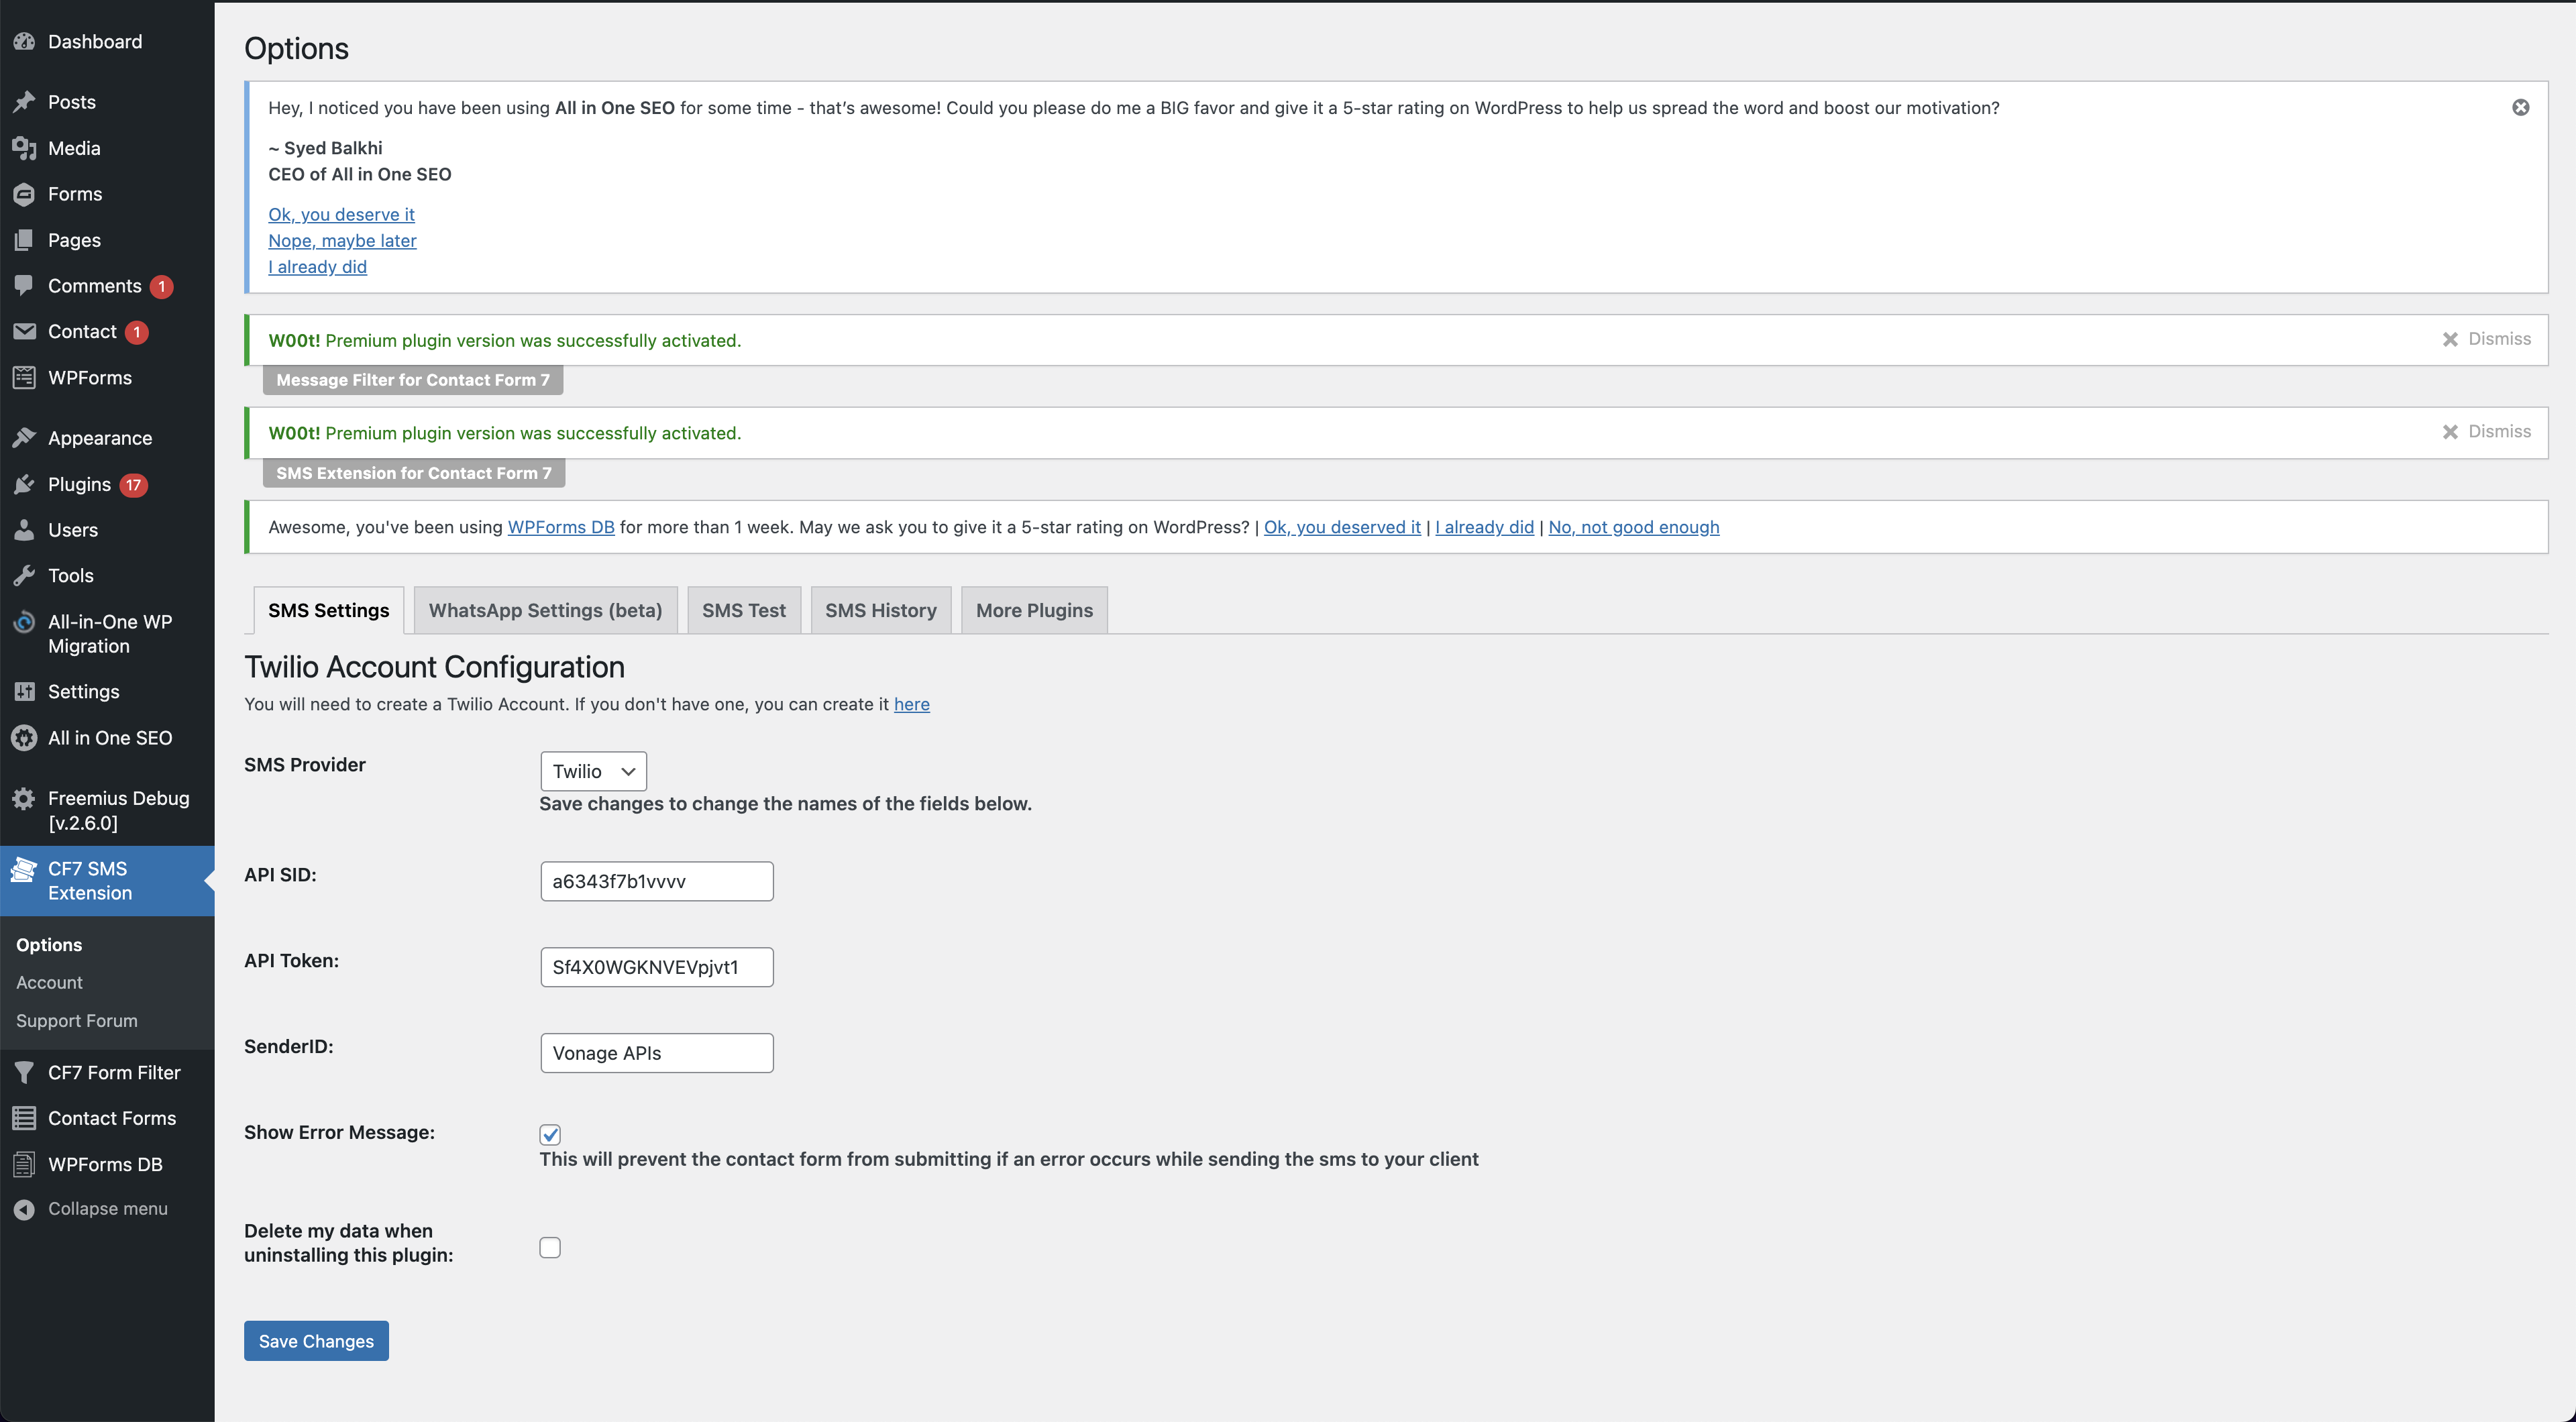 Dashboard
Posts
Media
Forms
Pages
Comments 1
Contact 1
WPForms
Appearance
Plugins 17
Users
Tools
All-in-One WP
Migration
Settings
All in One SEO
Freemius Debug
[v.2.6.0]
CF7 SMS
Extension
Options
Account
Support Forum
CF7 Form Filter
Contact Forms
WPForms DB
Collapse menu
Options
Hey, I noticed you have been using All in One SEO for some time - that’s awesome! Could you please do me a BIG favor and give it a 5-star rating on WordPress to help us spread the word and boost our motivation?
~ Syed Balkhi
CEO of All in One SEO
Ok, you deserve it
Nope, maybe later
I already did
W00t! Premium plugin version was successfully activated.
Dismiss
Message Filter for Contact Form 7
W00t! Premium plugin version was successfully activated.
Dismiss
SMS Extension for Contact Form 7
Awesome, you've been using WPForms DB for more than 1 week. May we ask you to give it a 5-star rating on WordPress? | Ok, you deserved it | I already did | No, not good enough
SMS Settings
WhatsApp Settings (beta)
SMS Test
SMS History
More Plugins
Twilio Account Configuration
You will need to create a Twilio Account. If you don't have one, you can create it here
SMS Provider
Twilio
Save changes to change the names of the fields below.
API SID:
a6343f7b1vvvv
API Token:
Sf4X0WGKNVEVpjvt1
SenderID:
Vonage APIs
Show Error Message:
This will prevent the contact form from submitting if an error occurs while sending the sms to your client
Delete my data when
uninstalling this plugin:
Save Changes